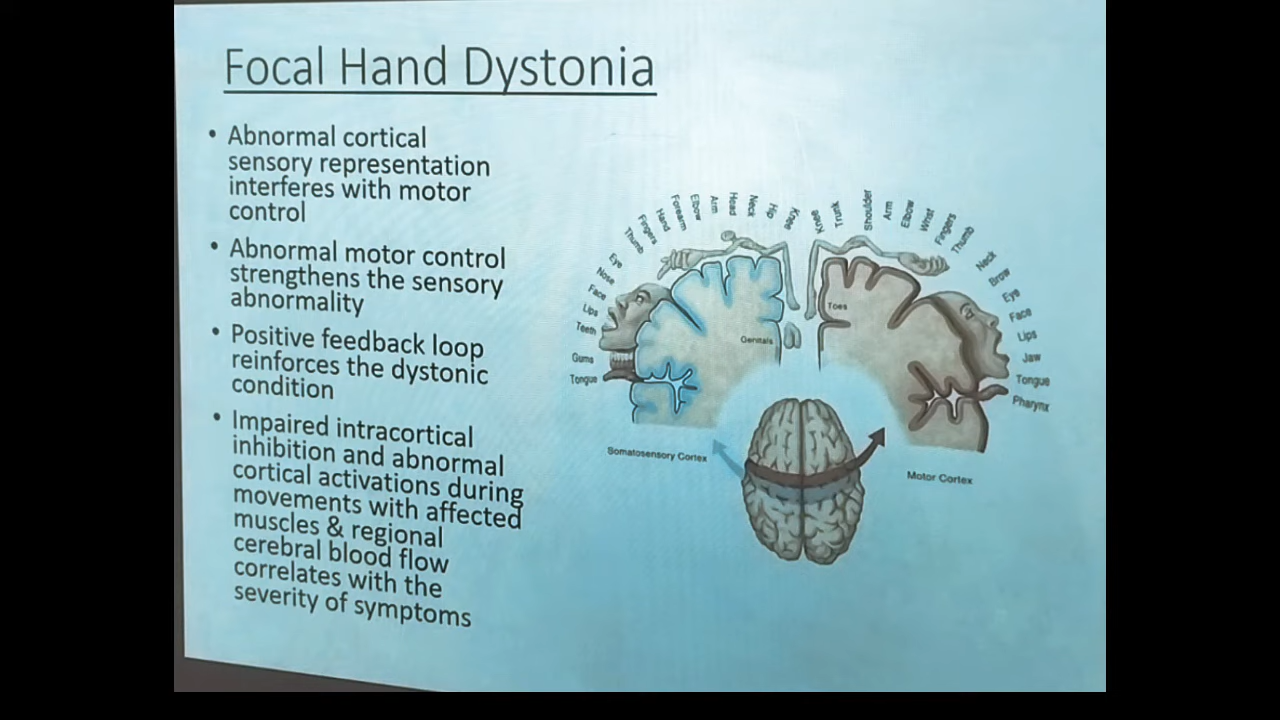 Focal Hand Dystonia
• Abnormal cortical
sensory representation
interferes with motor
control
• Abnormal motor control
strengthens the sensory
abnormality
• Positive feedback loop
reinforces the dystonic
condition
• Impaired intracortical
inhibition and abnormal
cortical activations during
movements with affected
muscles & regional
cerebral blood flow
correlates with the
severity of symptoms
Tongue
Gums
Teeth
Lips
Face
Nose
Eye
Thumb
Fingers
Hand
Forearm
Elbow
Arm
Head
Neck
Hip
Knee
Genitals
Somatosensory Cortex
Knee
Trunk
Shoulder
Arm
Elbow
Wrist
Fingers
Thumb
Neck
Brow
Eye
Face
Lips
Jaw
Tongue
Pharynx
Toes
Motor Cortex